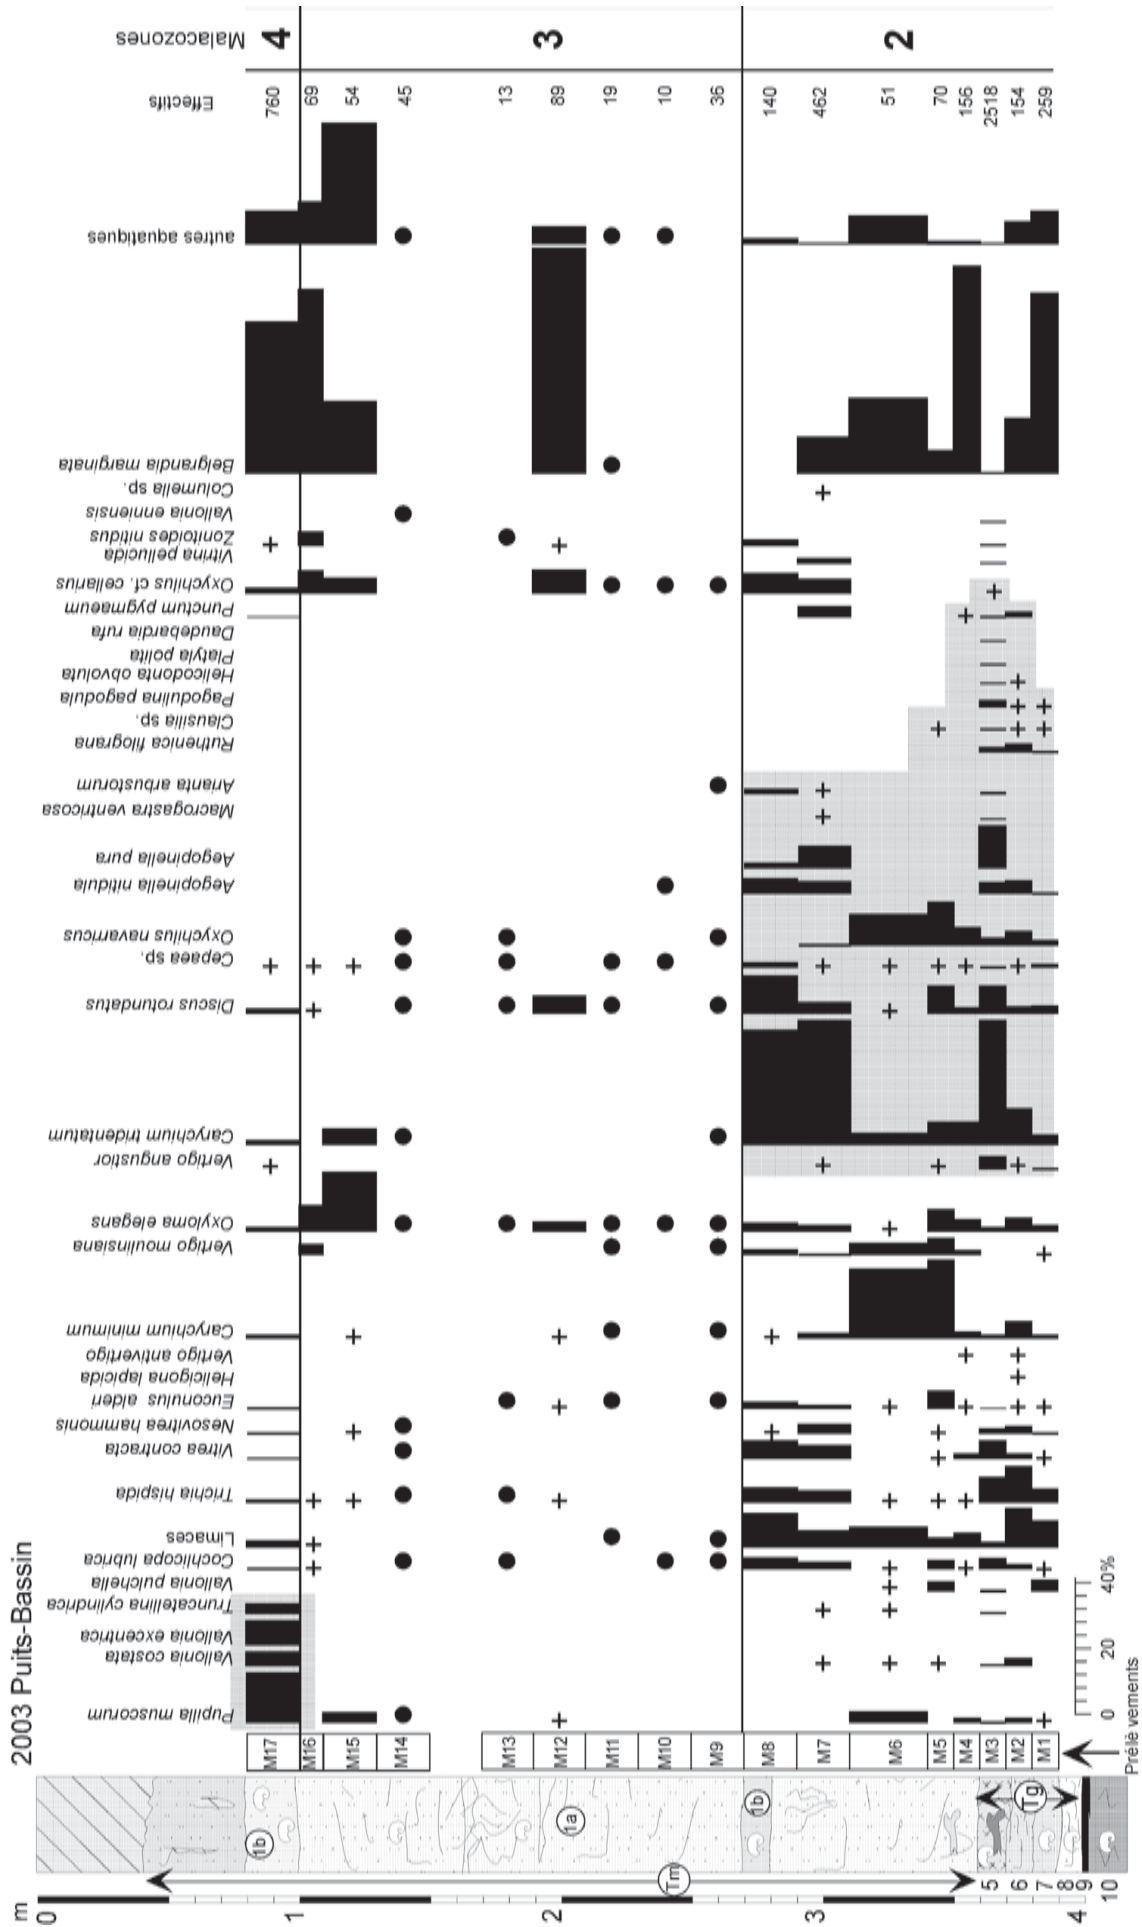 2003 Puits-Bassin
m
0
1
2
3
4
Tm
Tg
1b
1a
1b
5
6
7
8
9
10
M17
M16
M15
M14
M13
M12
M11
M10
M9
M8
M7
M6
M5
M4
M3
M2
M1
Prélè vements
0
20
40%
Pupilla muscorum
Vallonia costata
Vallonia excentrica
Truncatellina cylindrica
Vallonia pulchella
Cochlicopa lubrica
Limaces
Trichia hispida
Vitrea contracta
Nesovitrea hammonis
Euconulus alderi
Helicigona lapicida
Vertigo antivertigo
Carychium minimum
Vertigo moulinsiana
Oxyloma elegans
Vertigo angustior
Carychium tridentatum
Discus rotundatus
Cepaea sp.
Oxychilus navarricus
Aegopinella nitidula
Aegopinella pura
Macrogastra ventricosa
Arianta arbustorum
Ruthenica filograna
Clausilia sp.
Pagodulina pagodula
Helicodonta obvoluta
Platyla polita
Daudebardia rufa
Punctum pygmaeum
Oxychilus cf. cellarius
Vitrina pellucida
Zonitoides nitidus
Vallonia enniensis
Columella sp.
Belgrandia marginata
autres aquatiques
Effectifs
760
69
54
45
13
89
19
10
36
140
462
51
70
156
2518
154
259
Malacozones
4
3
2